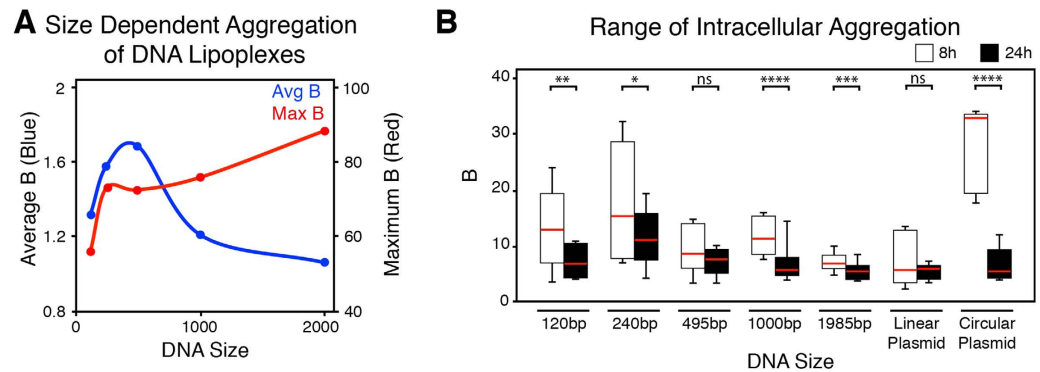 A Size Dependent Aggregation
of DNA Lipoplexes
Avg B
Max B
Average B (Blue)
2
1.6
1.2
0.8
Maximum B (Red)
100
80
60
40
0 1000 2000
DNA Size
B Range of Intracellular Aggregation
8h 24h
** * ns **** *** ns ****
B
40
30
20
10
0
120bp 240bp 495bp 1000bp 1985bp Linear Plasmid Circular Plasmid
DNA Size